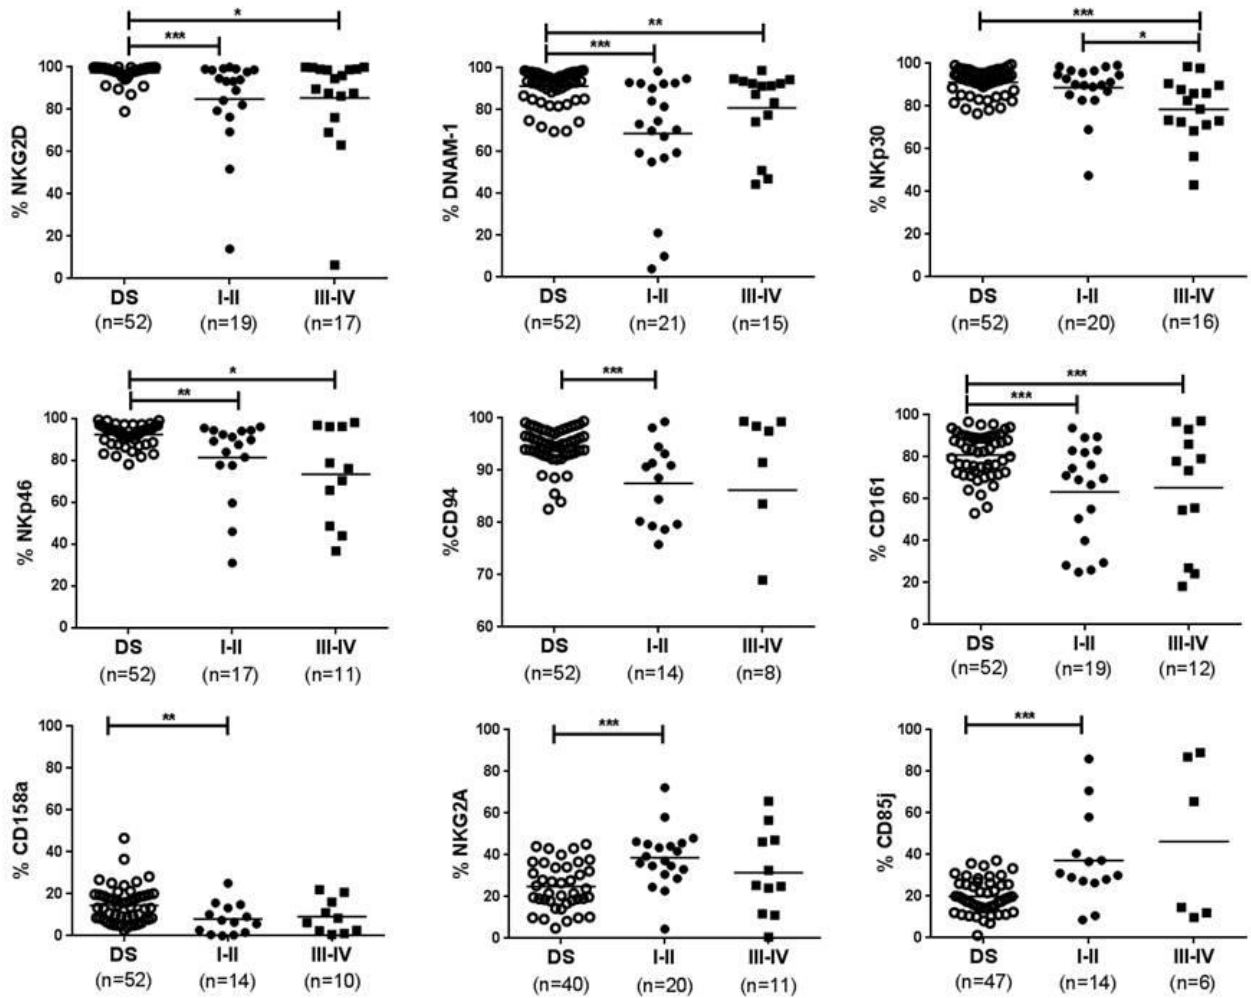 *
***
% NKG2D
100
80
60
40
20
0
DS
I-II
III-IV
(n=52)
(n=19)
(n=17)
**
***
% DNAM-1
100
80
60
40
20
0
DS
I-II
III-IV
(n=52)
(n=21)
(n=15)
***
*
% NKp30
100
80
60
40
20
0
DS
I-II
III-IV
(n=52)
(n=20)
(n=16)
*
**
% NKp46
100
80
60
40
20
0
DS
I-II
III-IV
(n=52)
(n=17)
(n=11)
***
%CD94
100
90
80
70
60
DS
I-II
III-IV
(n=52)
(n=14)
(n=8)
***
***
% CD161
100
80
60
40
20
0
DS
I-II
III-IV
(n=52)
(n=19)
(n=12)
**
% CD158a
100
80
60
40
20
0
DS
I-II
III-IV
(n=52)
(n=14)
(n=10)
***
% NKG2A
100
80
60
40
20
0
DS
I-II
III-IV
(n=40)
(n=20)
(n=11)
***
% CD85j
100
80
60
40
20
0
DS
I-II
III-IV
(n=47)
(n=14)
(n=6)